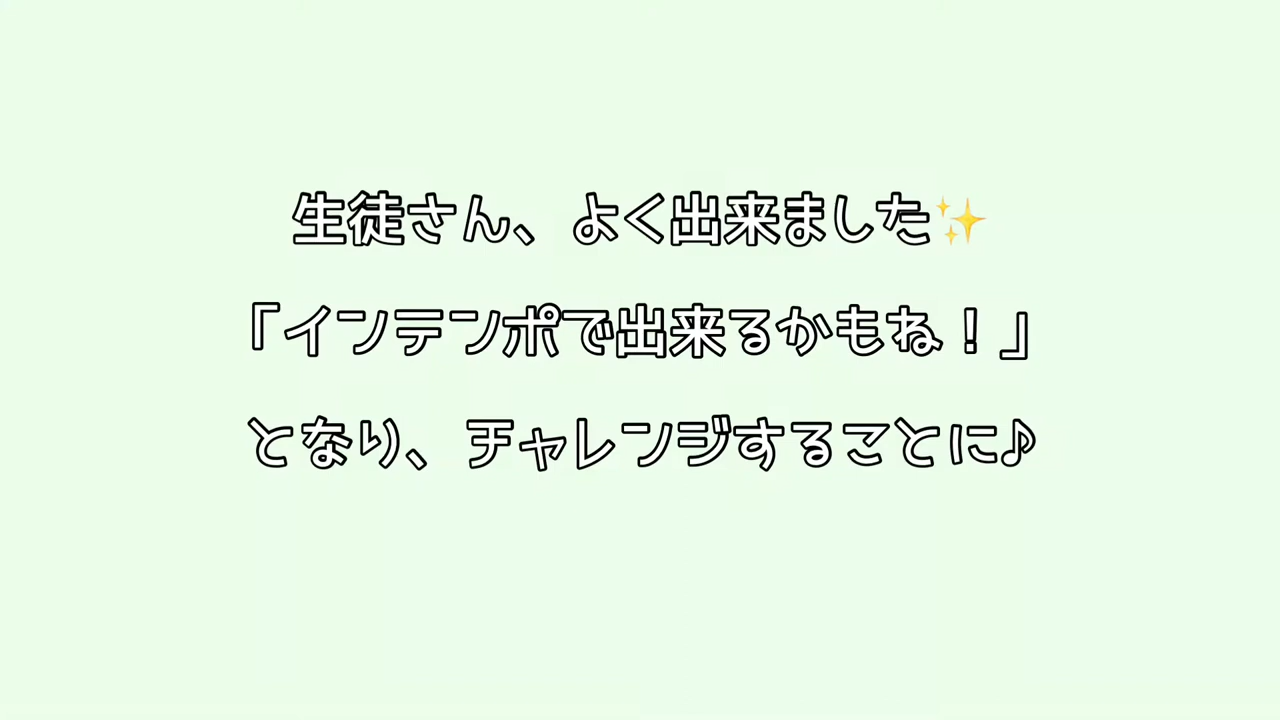 生徒さん、よく出来ました✨
「インテンポで出来るかもね！」
となり、チャレンジすることに♪